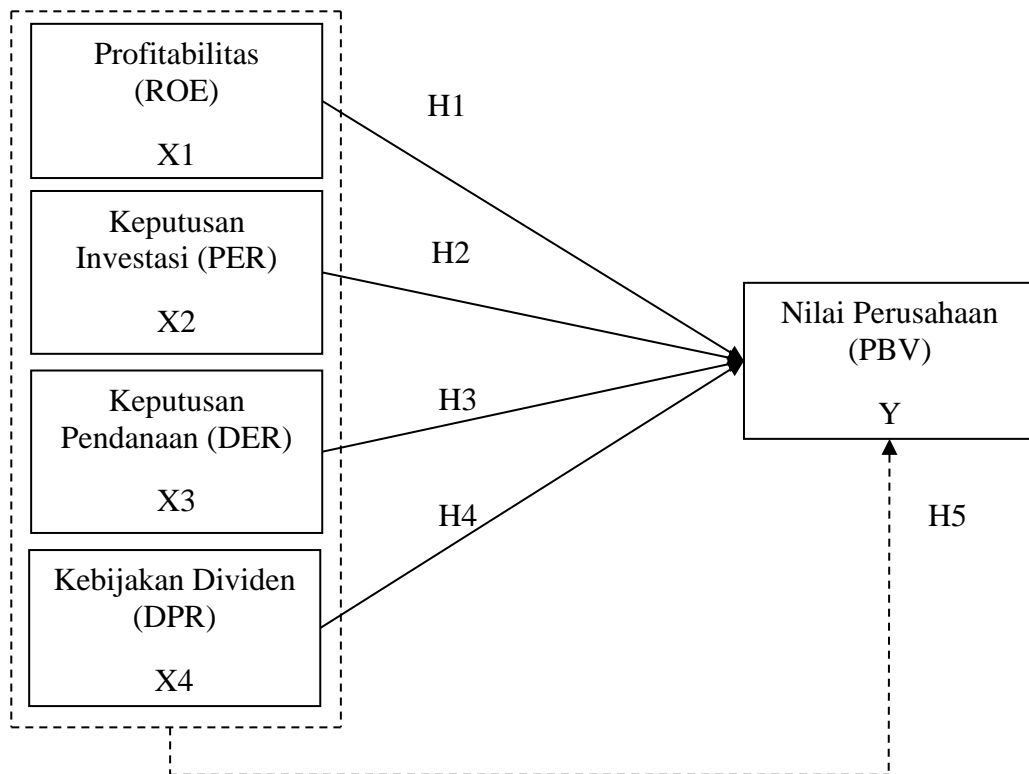 Profitabilitas
(ROE)
X1
H1
Keputusan
Investasi (PER)
X2
H2
Keputusan
Pendanaan (DER)
X3
H3
Kebijakan Dividen
(DPR)
X4
H4
Nilai Perusahaan
(PBV)
Y
H5